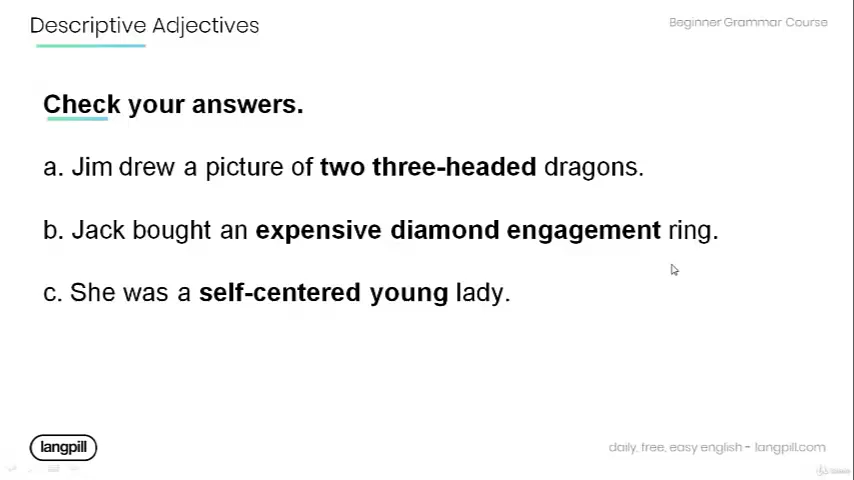 Descriptive Adjectives
Beginner Grammar Course
Check your answers.
a. Jim drew a picture of two three-headed dragons.
b. Jack bought an expensive diamond engagement ring.
c. She was a self-centered young lady.
langpill
daily, free, easy english - langpill.com